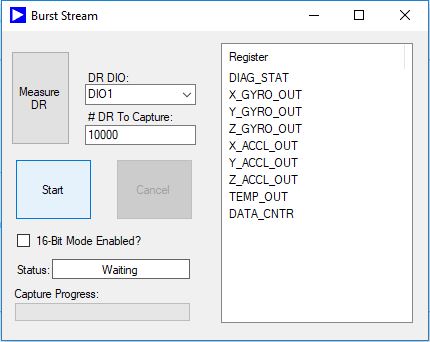 Burst Stream
Measure
DR
DR DIO:
DIO1
# DR To Capture:
10000
Start
Cancel
16-Bit Mode Enabled?
Status: Waiting
Capture Progress:
Register
DIAG_STAT
X_GYRO_OUT
Y_GYRO_OUT
Z_GYRO_OUT
X_ACCL_OUT
Y_ACCL_OUT
Z_ACCL_OUT
TEMP_OUT
DATA_CNTR